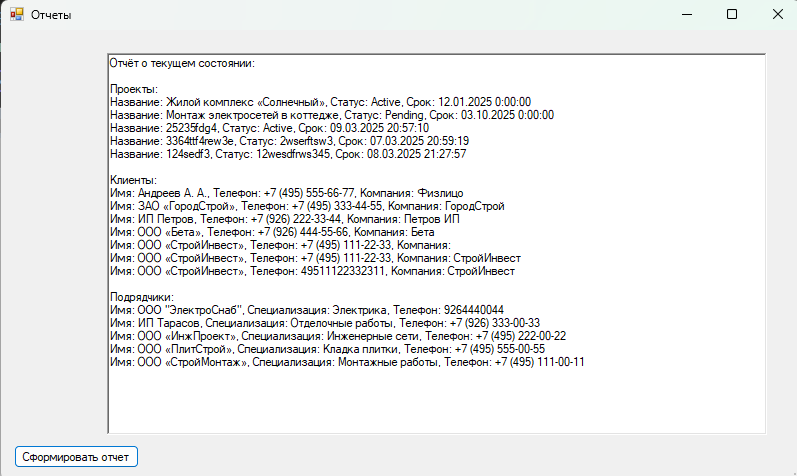 Отчеты
Отчёт о текущем состоянии:
Проекты:
Название: Жилой комплекс «Солнечный», Статус: Active, Срок: 12.01.2025 0:00:00
Название: Монтаж электросетей в коттедже, Статус: Pending, Срок: 03.10.2025 0:00:00
Название: 25235fdg4, Статус: Active, Срок: 09.03.2025 20:57:10
Название: 3364ttf4rew3e, Статус: 2wserftsw3, Срок: 07.03.2025 20:59:19
Название: 124sedf3, Статус: 12wesdfrws345, Срок: 08.03.2025 21:27:57
Клиенты:
Имя: Андреев А. А., Телефон: +7 (495) 555-66-77, Компания: Физлицо
Имя: ЗАО «ГородСтрой», Телефон: +7 (495) 333-44-55, Компания: ГородСтрой
Имя: ИП Петров, Телефон: +7 (926) 222-33-44, Компания: Петров ИП
Имя: ООО «Бета», Телефон: +7 (926) 444-55-66, Компания: Бета
Имя: ООО «СтройИнвест», Телефон: +7 (495) 111-22-33, Компания:
Имя: ООО «СтройИнвест», Телефон: +7 (495) 111-22-33, Компания: СтройИнвест
Имя: ООО «СтройИнвест», Телефон: 49511122332311, Компания: СтройИнвест
Подрядчики:
Имя: ООО "ЭлектроСнаб", Специализация: Электрика, Телефон: 9264440044
Имя: ИП Тарасов, Специализация: Отделочные работы, Телефон: +7 (926) 333-00-33
Имя: ООО «ИнжПроект», Специализация: Инженерные сети, Телефон: +7 (495) 222-00-22
Имя: ООО «ПлитСтрой», Специализация: Кладка плитки, Телефон: +7 (495) 555-00-55
Имя: ООО «СтройМонтаж», Специализация: Монтажные работы, Телефон: +7 (495) 111-00-11
Сформировать отчет